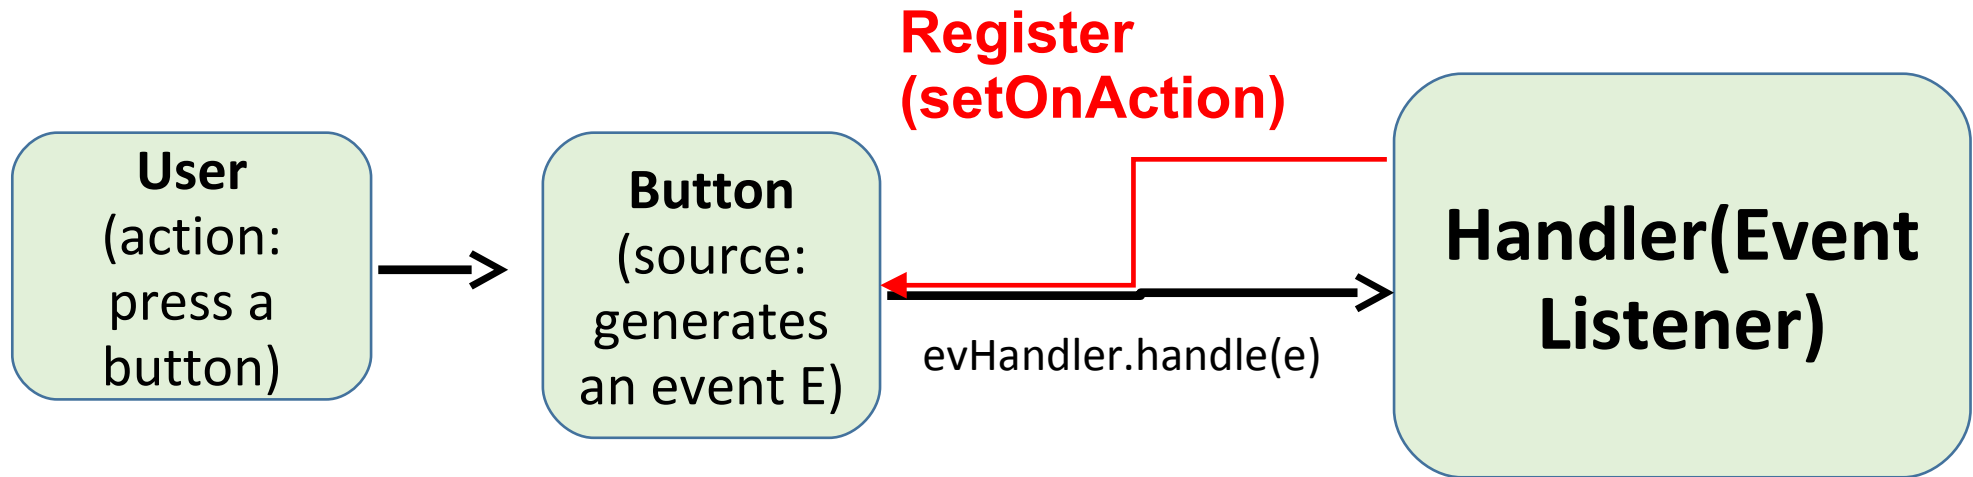 Register
(setOnAction)
User
(action:
press a
button)
Button
(source:
generates
an event E)
evHandler.handle(e)
Handler(Event
Listener)